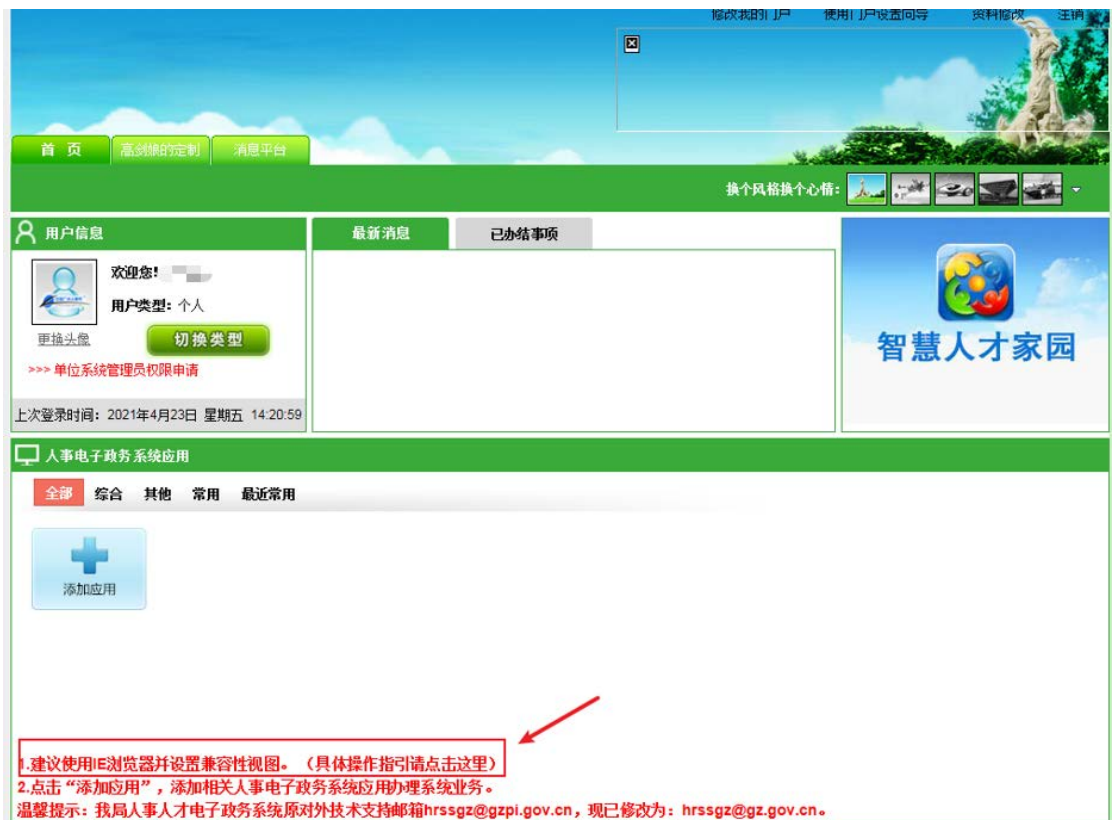 修改我的门户 使用门户设置向导 资料修改 注销
首 页 高剑娘的定制 消息平台
换个风格换个心情:
用户信息 最新消息 已办结事项
欢迎您!
用户类型: 个人
更换头像 切换类型
>>> 单位系统管理员权限申请
上次登录时间: 2021年4月23日 星期五 14:20:59
智慧人才家园
人事电子政务系统应用
全部 综合 其他 常用 最近常用
添加应用
1.建议使用IE浏览器并设置兼容性视图。（具体操作指引请点击这里）
2.点击“添加应用”，添加相关人事电子政务系统应用办理系统业务。
温馨提示：我局人事人才电子政务系统原对外技术支持邮箱hrssgz@gzpi.gov.cn，现已修改为：hrssgz@gz.gov.cn。